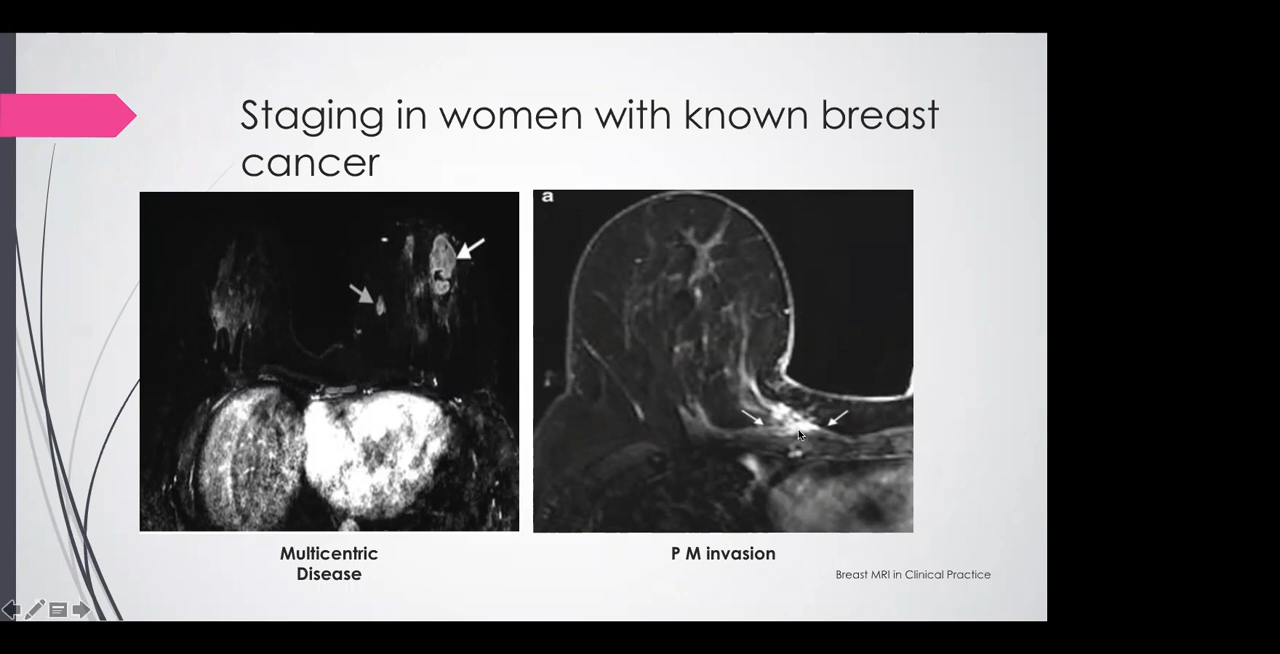 Staging in women with known breast
cancer
a
Multicentric
Disease
P M invasion
Breast MRI in Clinical Practice